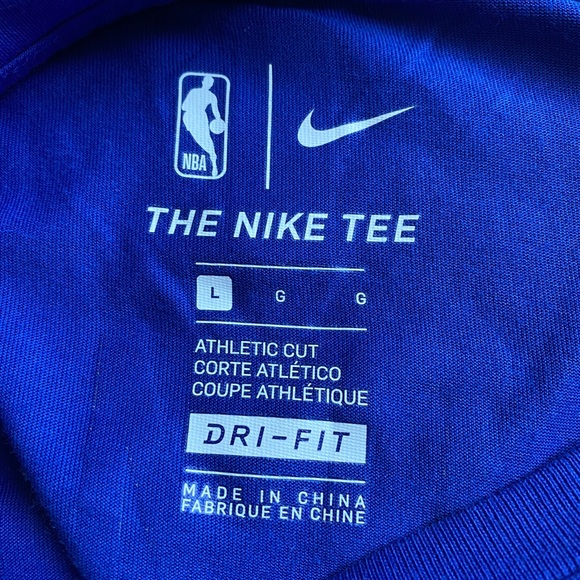 NBA
THE NIKE TEE
L G G
ATHLETIC CUT
CORTE ATLÉTICO
COUPE ATHLÉTIQUE
DRI-FIT
MADE IN CHINA
FABRIQUE EN CHINE